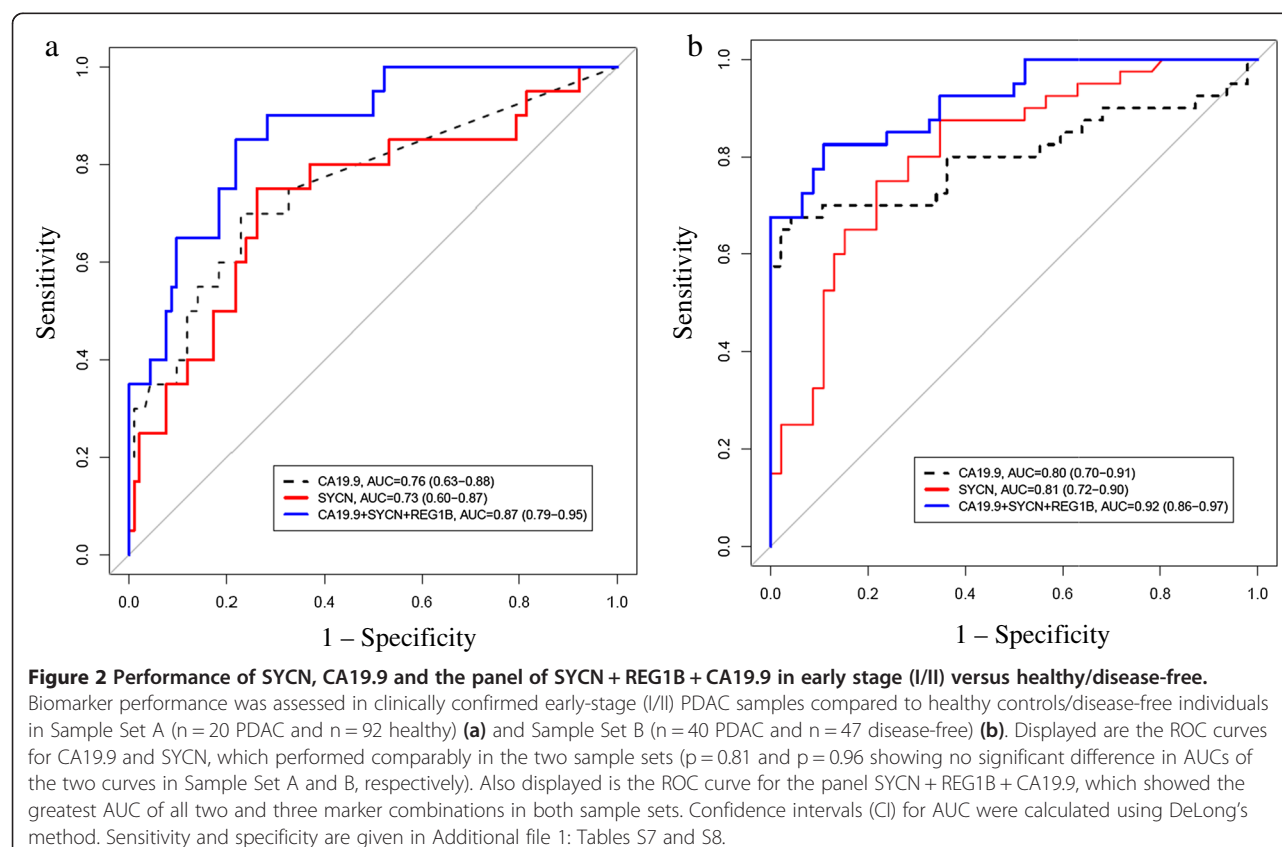 a
b
Sensitivity
1.0
0.8
0.6
0.4
0.2
0.0
CA19.9, AUC=0.76 (0.63–0.88)
SYCN, AUC=0.73 (0.60–0.87)
CA19.9+SYCN+REG1B, AUC=0.87 (0.79–0.95)
0.0 0.2 0.4 0.6 0.8 1.0
1 – Specificity
Sensitivity
1.0
0.8
0.6
0.4
0.2
0.0
CA19.9, AUC=0.80 (0.70–0.91)
SYCN, AUC=0.81 (0.72–0.90)
CA19.9+SYCN+REG1B, AUC=0.92 (0.86–0.97)
0.0 0.2 0.4 0.6 0.8 1.0
1 – Specificity
Figure 2 Performance of SYCN, CA19.9 and the panel of SYCN + REG1B + CA19.9 in early stage (I/II) versus healthy/disease-free.
Biomarker performance was assessed in clinically confirmed early-stage (I/II) PDAC samples compared to healthy controls/disease-free individuals
in Sample Set A (n = 20 PDAC and n = 92 healthy) (a) and Sample Set B (n = 40 PDAC and n = 47 disease-free) (b). Displayed are the ROC curves
for CA19.9 and SYCN, which performed comparably in the two sample sets (p = 0.81 and p = 0.96 showing no significant difference in AUCs of
the two curves in Sample Set A and B, respectively). Also displayed is the ROC curve for the panel SYCN + REG1B + CA19.9, which showed the
greatest AUC of all two and three marker combinations in both sample sets. Confidence intervals (CI) for AUC were calculated using DeLong's
method. Sensitivity and specificity are given in Additional file 1: Tables S7 and S8.